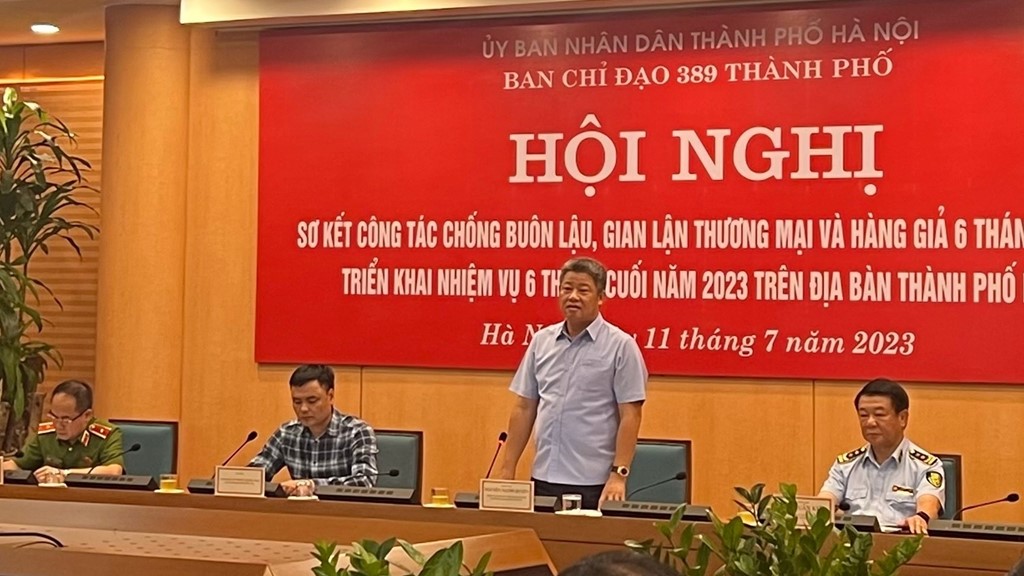 ỦY BAN NHÂN DÂN THÀNH PHỐ HÀ NỘI
BAN CHỈ ĐẠO 389 THÀNH PHỐ
HỘI NGHỊ
SƠ KẾT CÔNG TÁC CHỐNG BUÔN LẬU, GIAN LẬN THƯƠNG MẠI VÀ HÀNG GIẢ 6 THÁN
TRIỂN KHAI NHIỆM VỤ 6 TH CUỐI NĂM 2023 TRÊN ĐỊA BÀN THÀNH PHỐ
Hà N 11 tháng 7 năm 2023